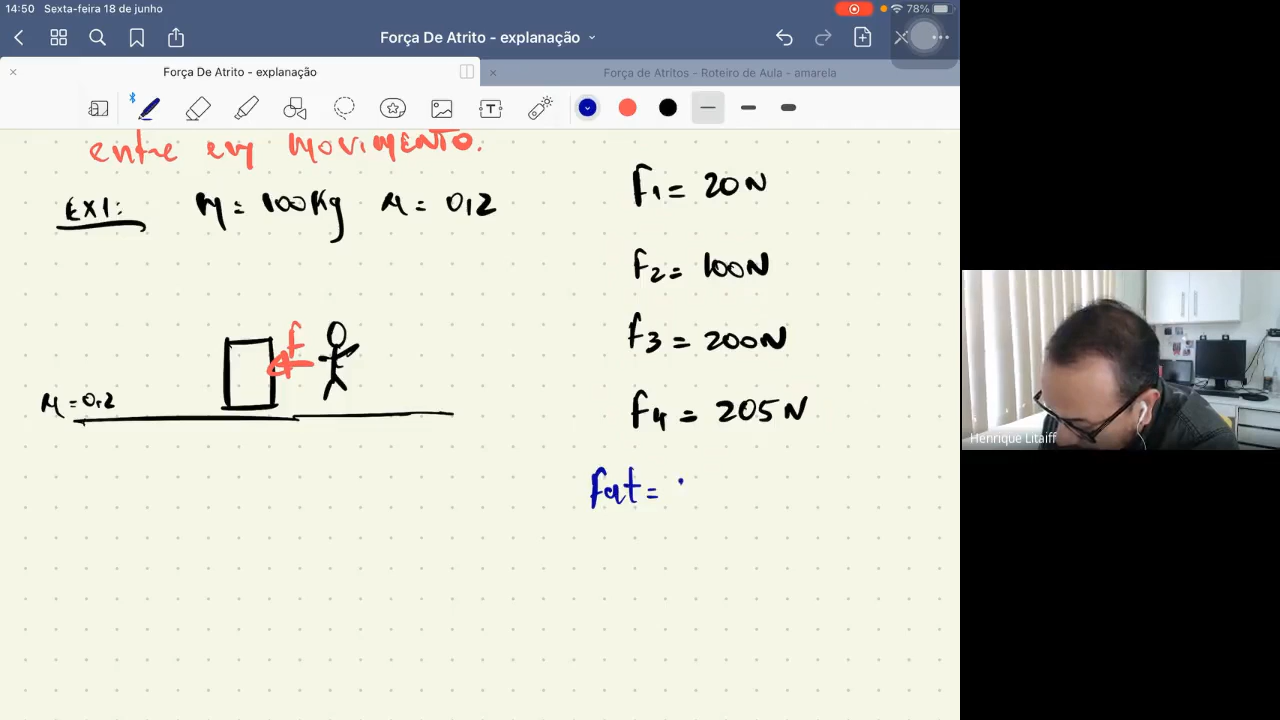 14:50 Sexta-feira 18 de junho
78%
Força De Atrito - explanação
Força De Atrito - explanação
Força de Atritos - Roteiro de Aula - amarela
entre em MOVIMENTO.
EX1: M = 100Kg μ = 0,2
F1 = 20N
F2 = 100N
F3 = 200N
F4 = 205N
F
μ = 0,2
Fat =
Henrique Litaiff